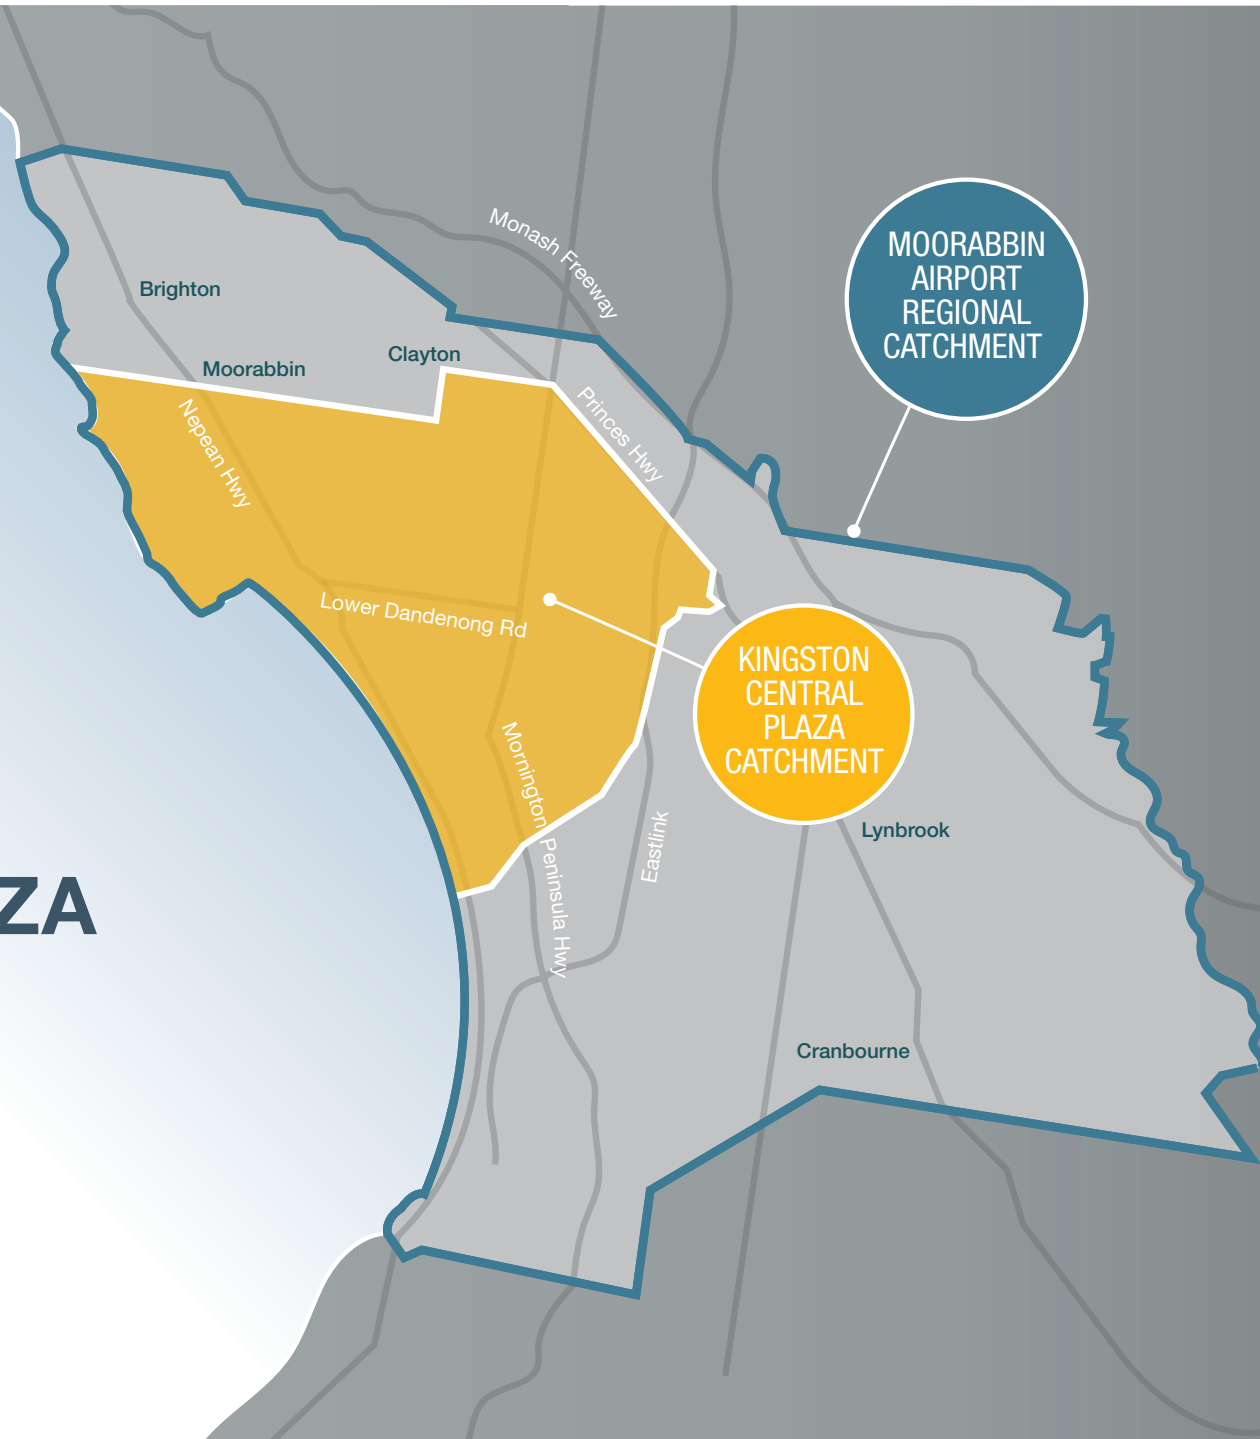 Monash Freeway
MOORABBIN
AIRPORT
REGIONAL
CATCHMENT
Brighton
Clayton
Moorabbin
Princes Hwy
Nepean Hwy
Lower Dandenong Rd
KINGSTON
CENTRAL
PLAZA
CATCHMENT
Mornington Peninsula Hwy
Eastlink
Lynbrook
ZA
Cranbourne